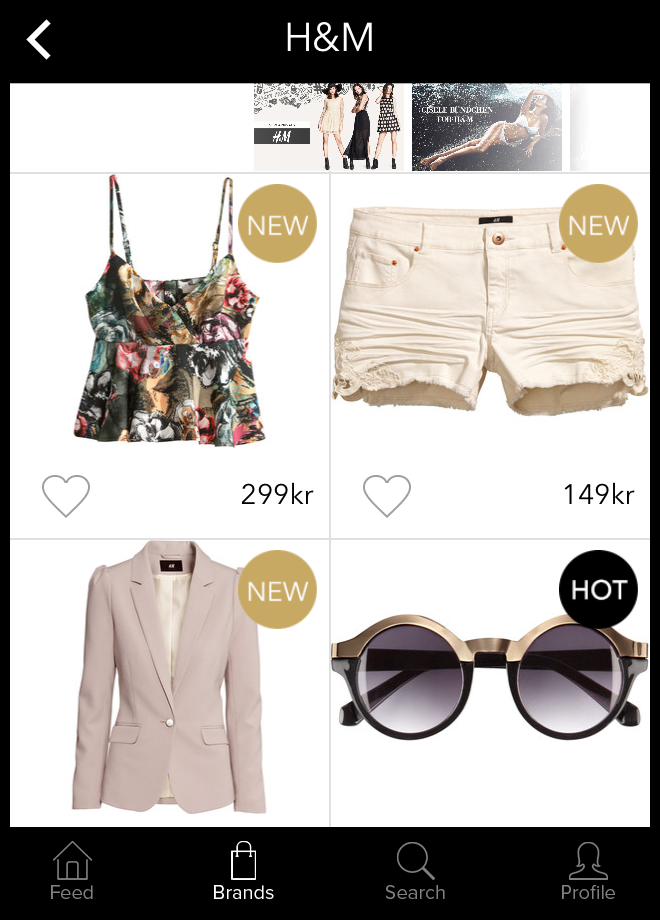 H&M
H&M
GISELE BÜNDCHEN
FOR H&M
NEW
NEW
299kr
149kr
NEW
HOT
Feed
Brands
Search
Profile